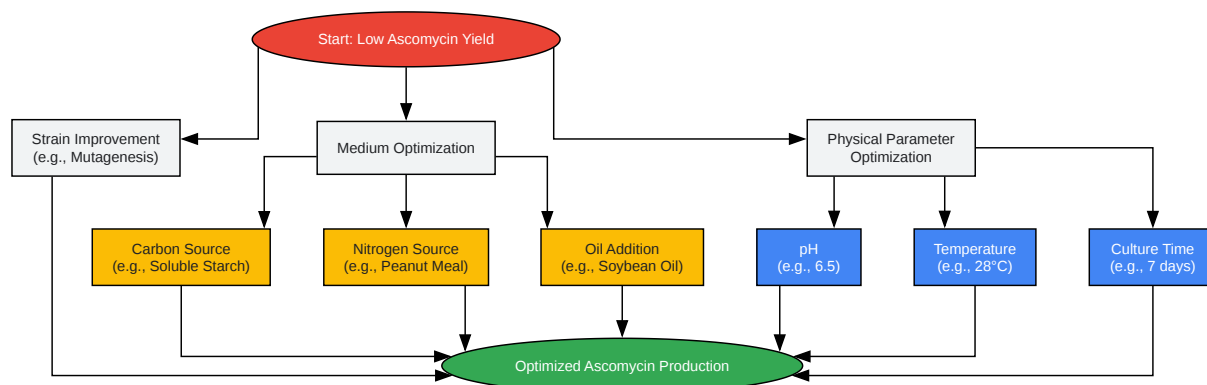 Start: Low Ascomycin Yield
Strain Improvement
(e.g., Mutagenesis)
Medium Optimization
Physical Parameter
Optimization
Carbon Source
(e.g., Soluble Starch)
Nitrogen Source
(e.g., Peanut Meal)
Oil Addition
(e.g., Soybean Oil)
pH
(e.g., 6.5)
Temperature
(e.g., 28°C)
Culture Time
(e.g., 7 days)
Optimized Ascomycin Production